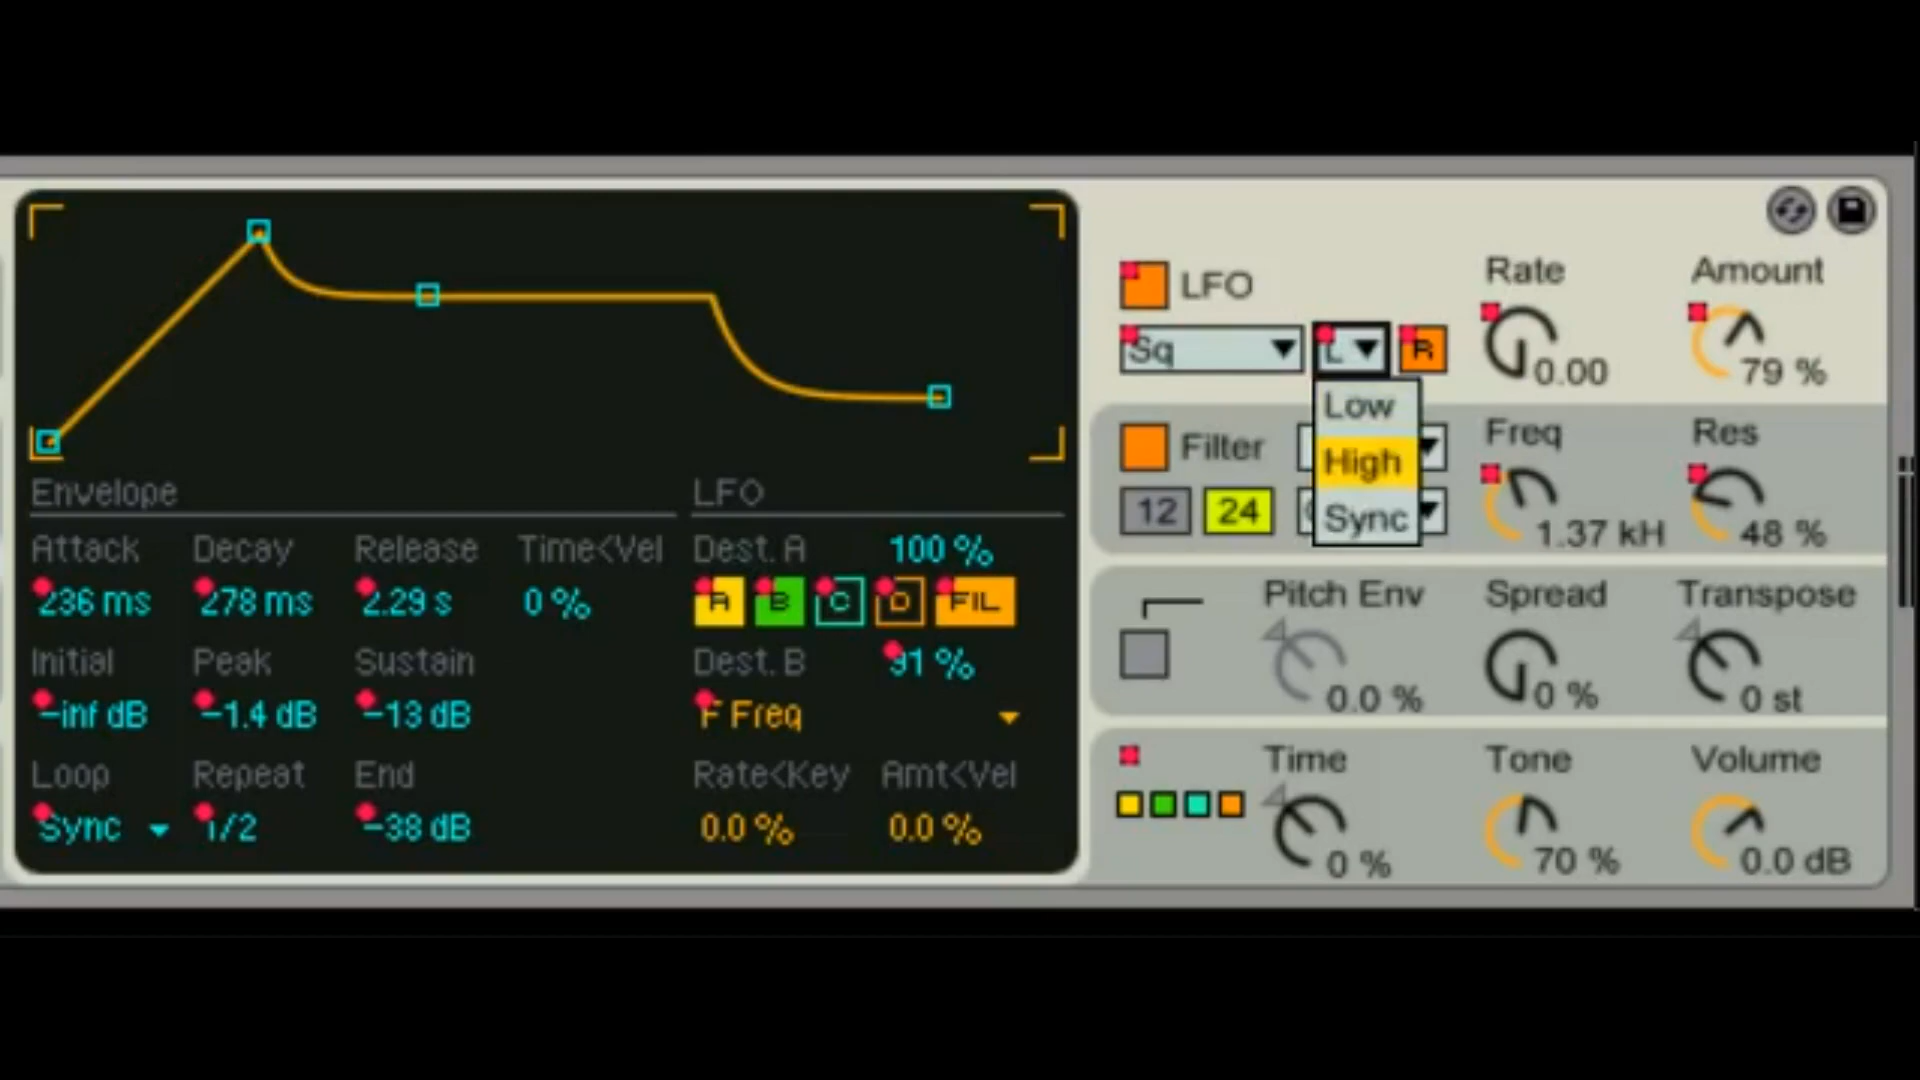 LFO
Rate
Amount
Sq
L
R
0.00
79 %
Low
High
Sync
Filter
Freq
Res
12
24
1.37 kH
48 %
Pitch Env
Spread
Transpose
0.0 %
0 %
0 st
Time
Tone
Volume
0 %
70 %
0.0 dB
Envelope
LFO
Attack Decay Release Time<Vel
236 ms 278 ms 2.29 s 0 %
Dest. A 100 %
A B C D FIL
Initial Peak Sustain
-inf dB -1.4 dB -13 dB
Dest. B 91 %
F Freq
Loop Repeat End
Sync 1/2 -38 dB
Rate<Key Amt<Vel
0.0 % 0.0 %